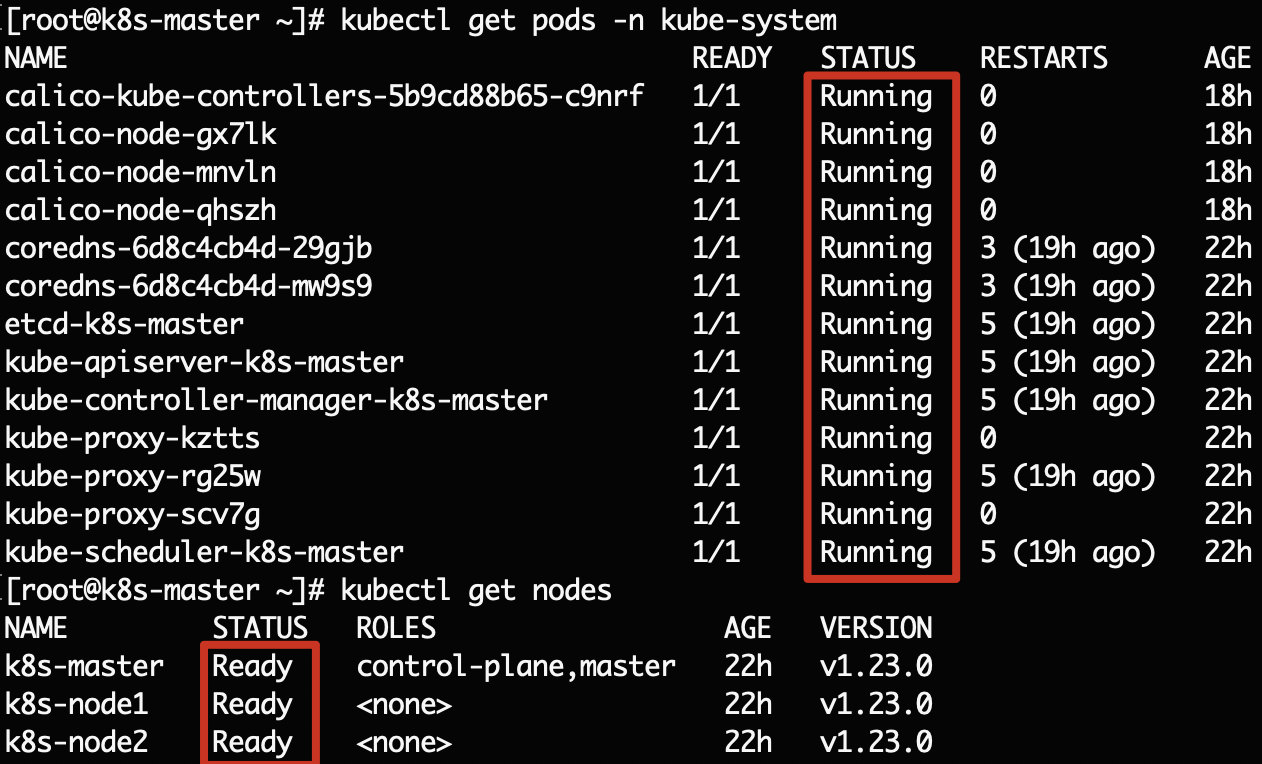 [root@k8s-master ~]# kubectl get pods -n kube-system
NAME READY STATUS RESTARTS AGE
calico-kube-controllers-5b9cd88b65-c9nrf 1/1 Running 0 18h
calico-node-gx7lk 1/1 Running 0 18h
calico-node-mnvln 1/1 Running 0 18h
calico-node-qhszh 1/1 Running 0 18h
coredns-6d8c4cb4d-29gjb 1/1 Running 3 (19h ago) 22h
coredns-6d8c4cb4d-mw9s9 1/1 Running 3 (19h ago) 22h
etcd-k8s-master 1/1 Running 5 (19h ago) 22h
kube-apiserver-k8s-master 1/1 Running 5 (19h ago) 22h
kube-controller-manager-k8s-master 1/1 Running 5 (19h ago) 22h
kube-proxy-kztts 1/1 Running 0 22h
kube-proxy-rg25w 1/1 Running 5 (19h ago) 22h
kube-proxy-scv7g 1/1 Running 0 22h
kube-scheduler-k8s-master 1/1 Running 5 (19h ago) 22h
[root@k8s-master ~]# kubectl get nodes
NAME STATUS ROLES AGE VERSION
k8s-master Ready control-plane,master 22h v1.23.0
k8s-node1 Ready <none> 22h v1.23.0
k8s-node2 Ready <none> 22h v1.23.0